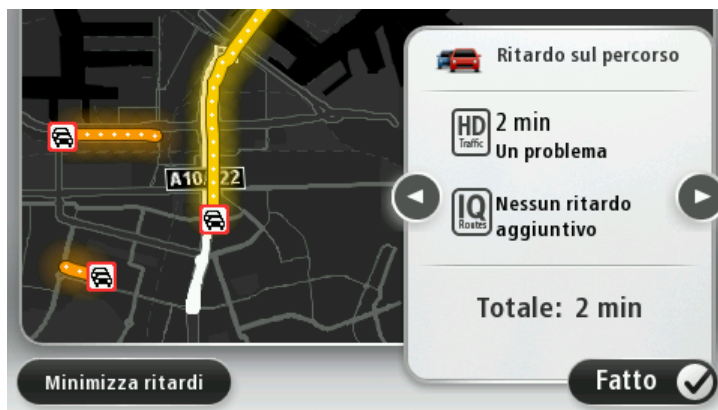 Ritardo sul percorso
HD
Traffic
2 min
Un problema
IQ
Routes
Nessun ritardo
aggiuntivo
Totale: 2 min
Minimizza ritardi
Fatto